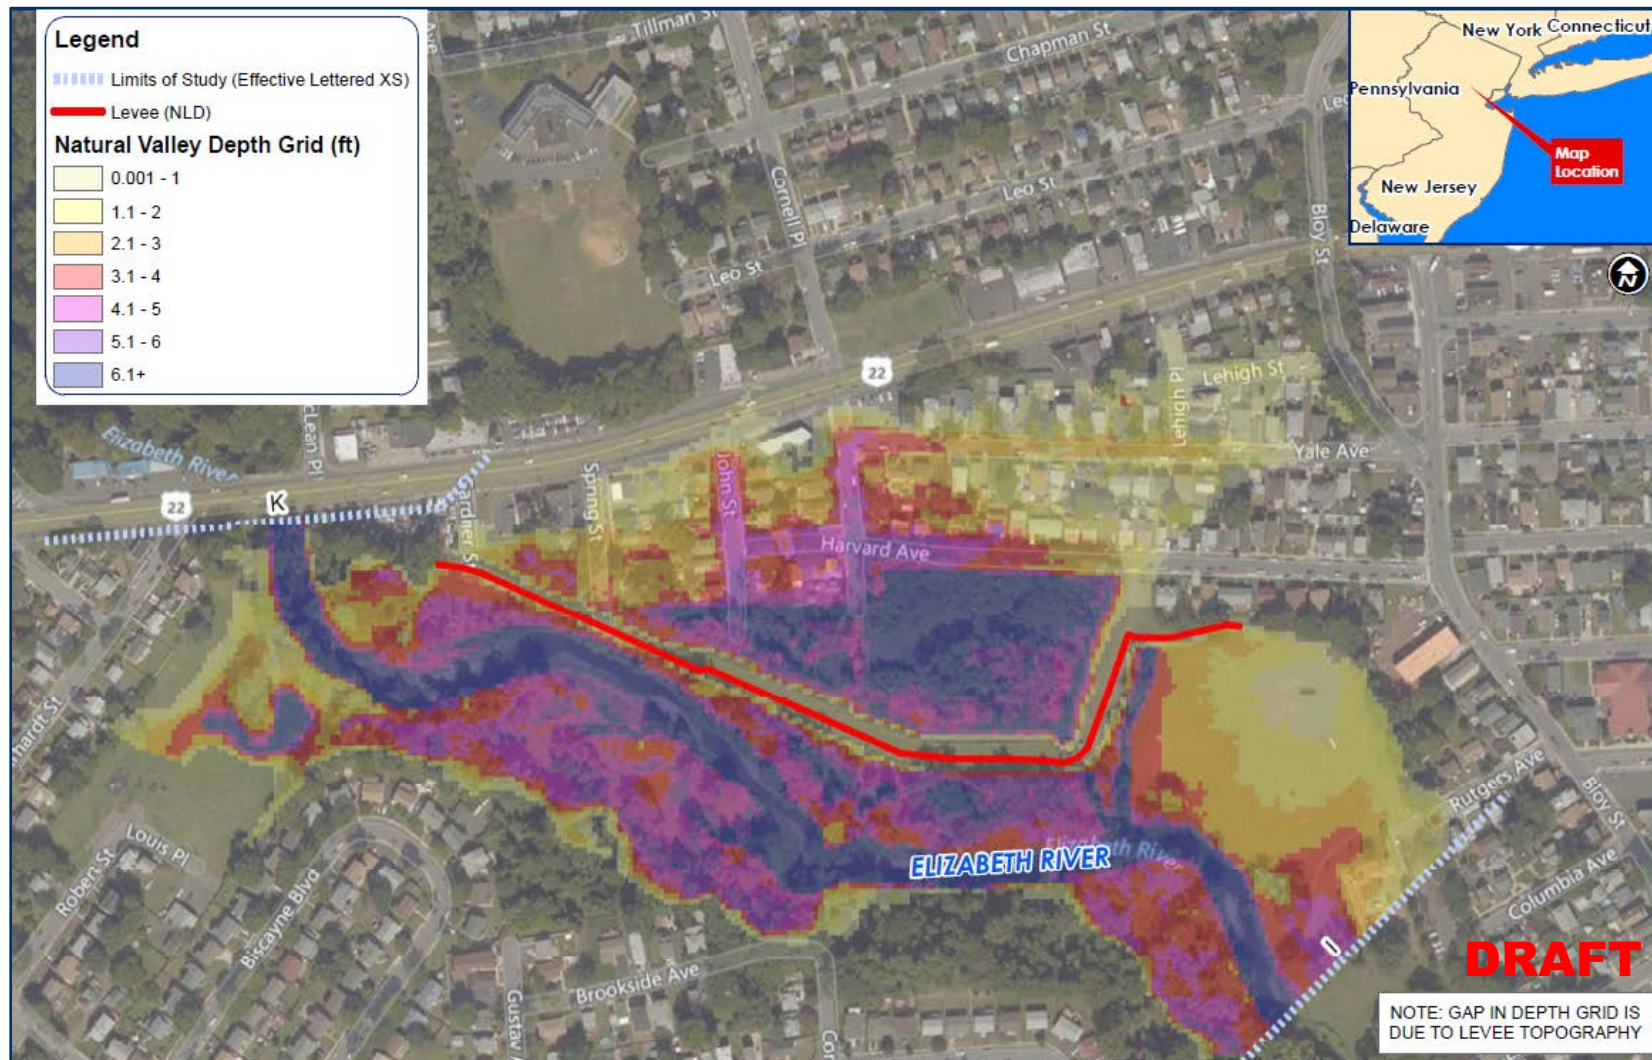 Legend
Limits of Study (Effective Lettered XS)
Levee (NLD)
Natural Valley Depth Grid (ft)
0.001 - 1
1.1 - 2
2.1 - 3
3.1 - 4
4.1 - 5
5.1 - 6
6.1+
New York Connecticut
Pennsylvania
Map
Location
New Jersey
Delaware
N
Tillman St
Chapman St
Cornell Pl
Leo St
Leo St
Bloy St
22
Lehigh St
Lehigh Pl
Yale Ave
Elizabeth River
22
K
Gardner St
Spring St
John St
Harvard Ave
ELIZABETH RIVER
Elizabeth River
Rutgers Ave
Bloy St
Columbia Ave
I
Louis Pl
Robert St
Biscayne Blvd
Brookside Ave
DRAFT
NOTE: GAP IN DEPTH GRID IS
DUE TO LEVEE TOPOGRAPHY